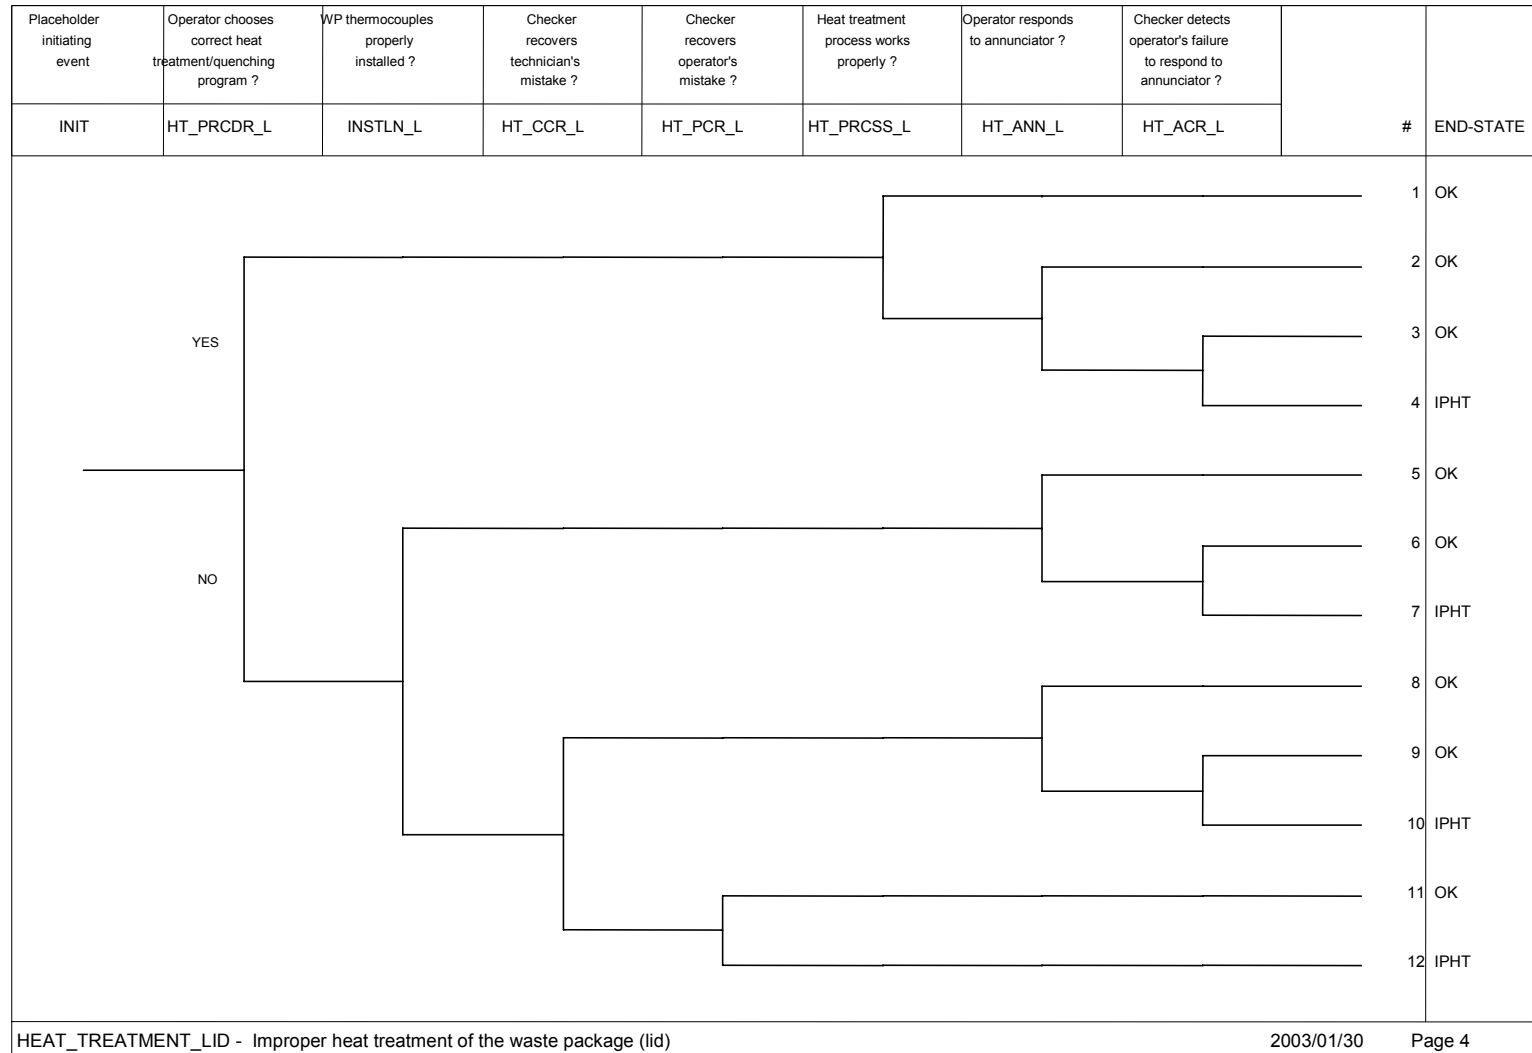 Placeholder
initiating
event
Operator chooses
correct heat
treatment/quenching
program ?
WP thermocouples
properly
installed ?
Checker
recovers
technician's
mistake ?
Checker
recovers
operator's
mistake ?
Heat treatment
process works
properly ?
Operator responds
to annunciator ?
Checker detects
operator's failure
to respond to
annunciator ?
INIT HT_PRCDR_L INSTLN_L HT_CCR_L HT_PCR_L HT_PRCSS_L HT_ANN_L HT_ACR_L # END-STATE
1 OK
2 OK
YES
3 OK
4 IPHT
5 OK
6 OK
NO
7 IPHT
8 OK
9 OK
10 IPHT
11 OK
12 IPHT
HEAT_TREATMENT_LID - Improper heat treatment of the waste package (lid) 2003/01/30 Page 4